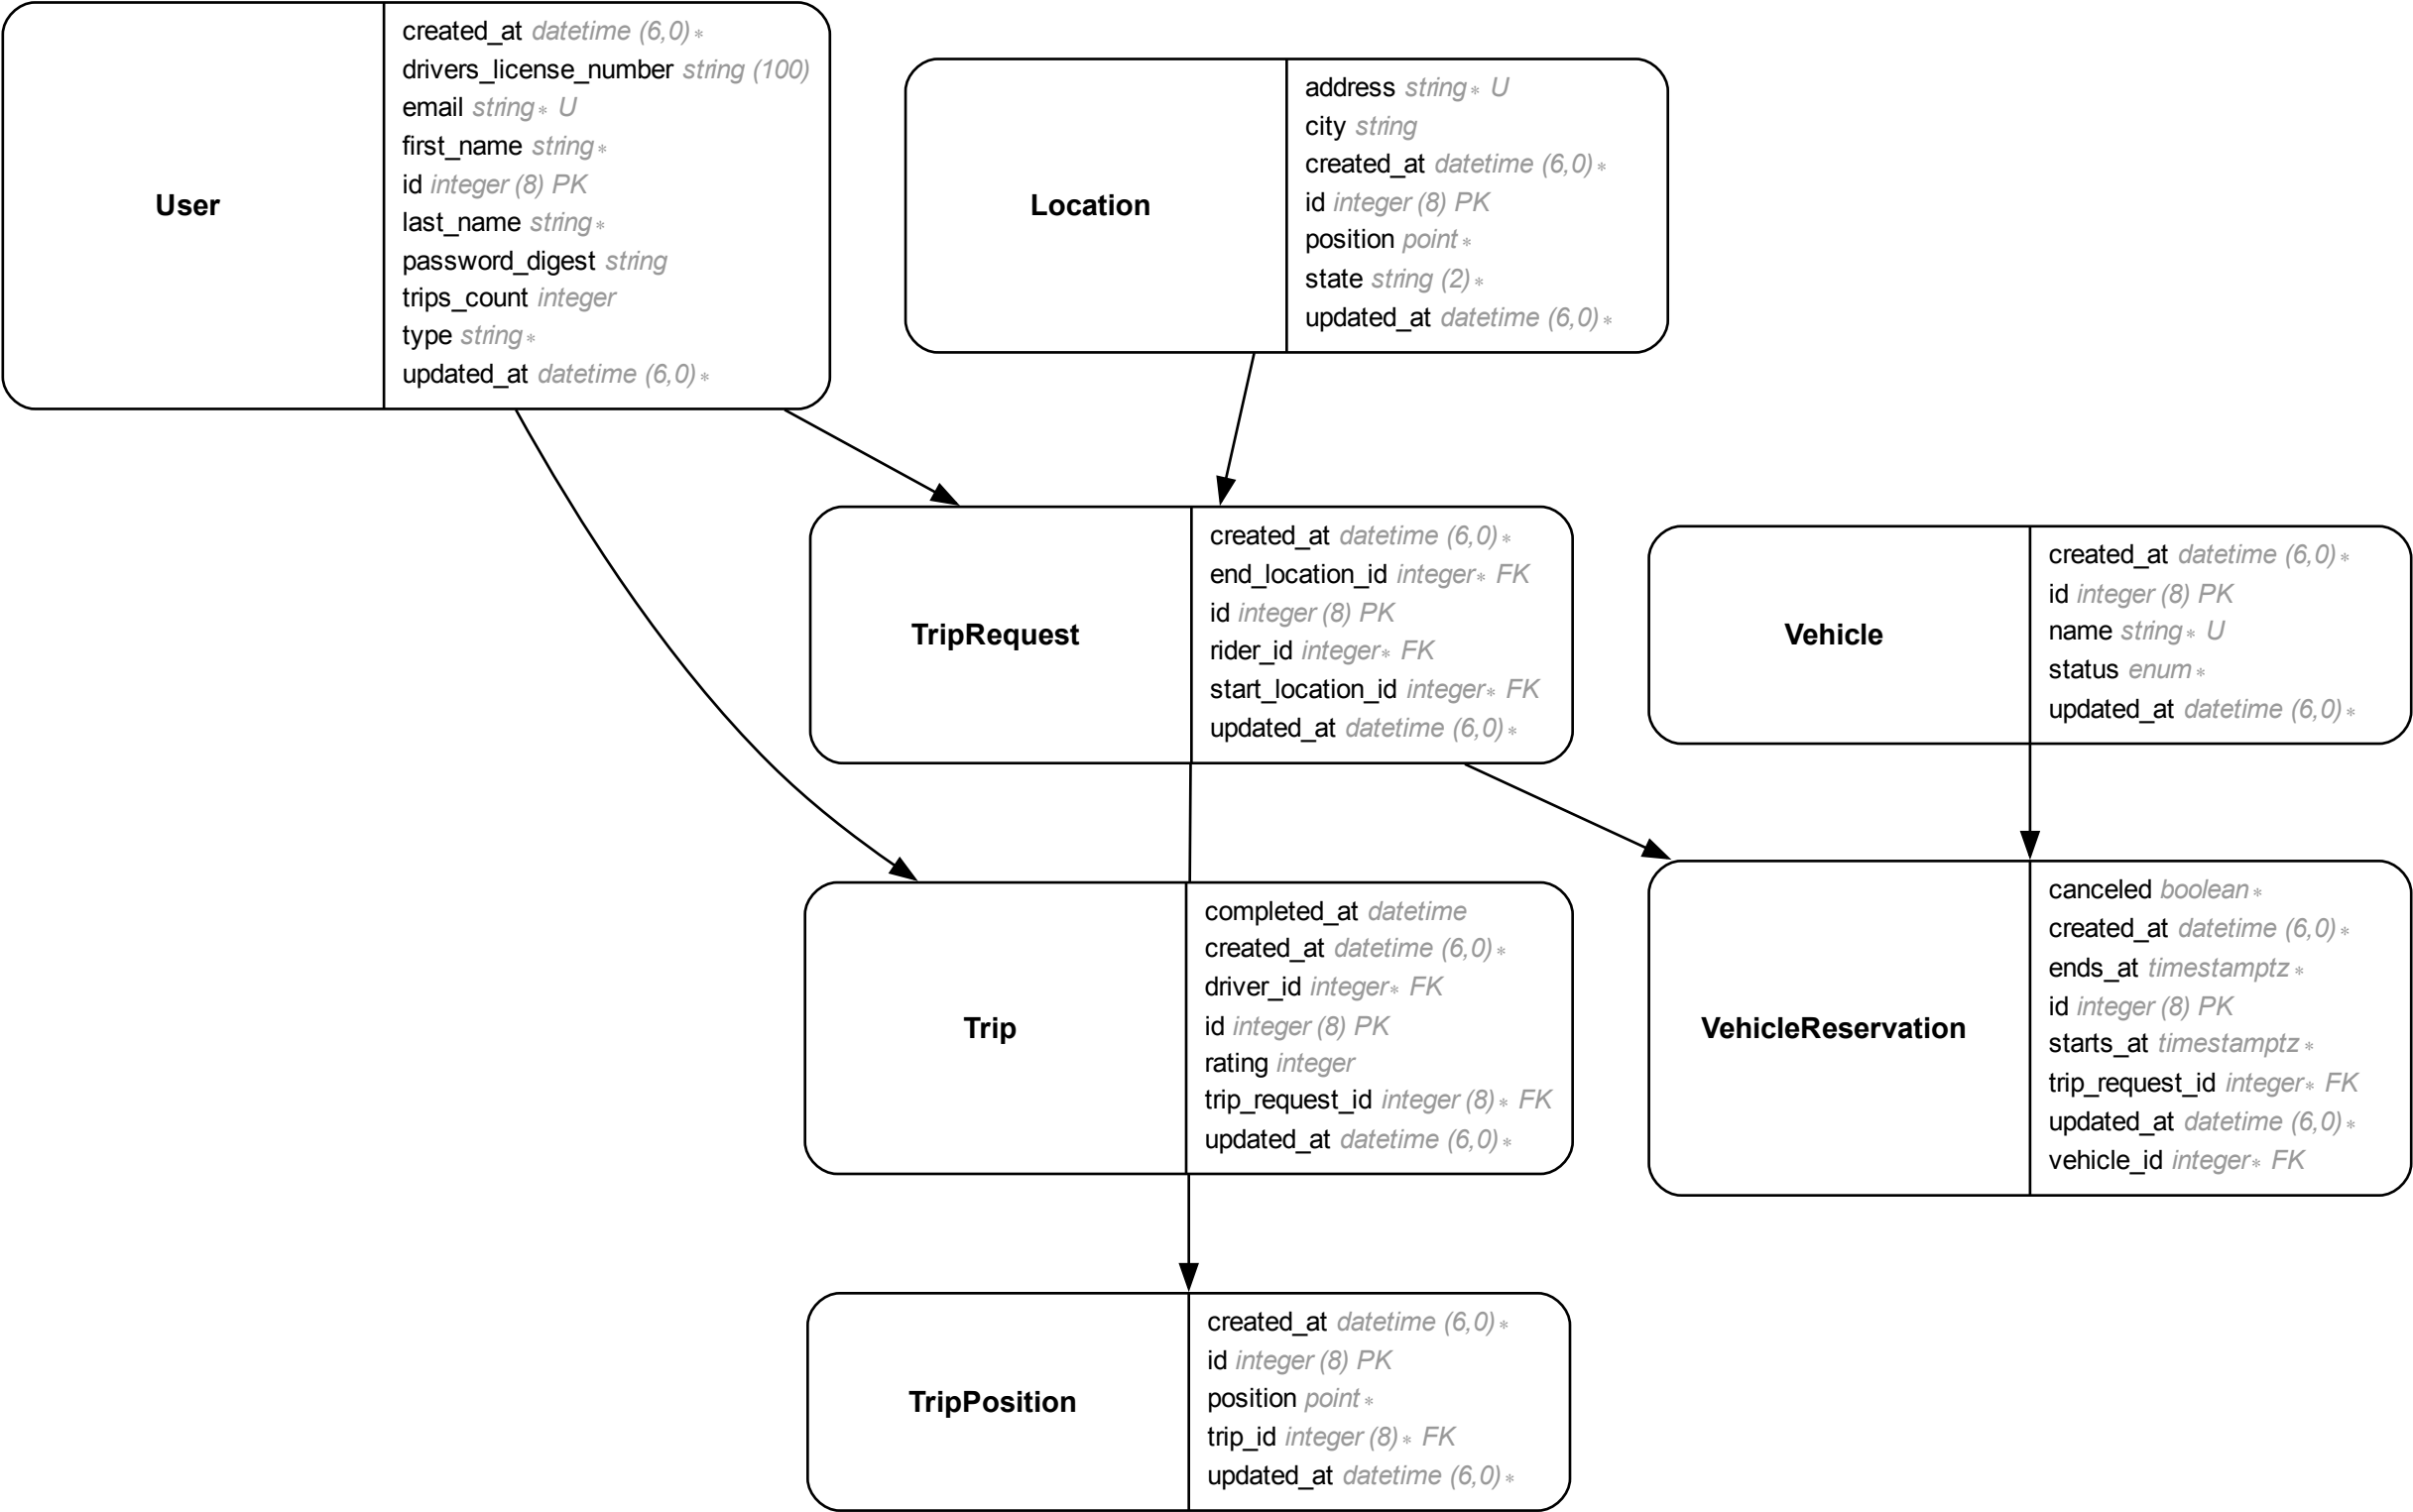 User
created_at datetime (6,0) *
drivers_license_number string (100)
email string * U
first_name string *
id integer (8) PK
last_name string *
password_digest string
trips_count integer
type string *
updated_at datetime (6,0) *
Location
address string * U
city string
created_at datetime (6,0) *
id integer (8) PK
position point *
state string (2) *
updated_at datetime (6,0) *
TripRequest
created_at datetime (6,0) *
end_location_id integer * FK
id integer (8) PK
rider_id integer * FK
start_location_id integer * FK
updated_at datetime (6,0) *
Vehicle
created_at datetime (6,0) *
id integer (8) PK
name string * U
status enum *
updated_at datetime (6,0) *
Trip
completed_at datetime
created_at datetime (6,0) *
driver_id integer * FK
id integer (8) PK
rating integer
trip_request_id integer (8) * FK
updated_at datetime (6,0) *
VehicleReservation
canceled boolean *
created_at datetime (6,0) *
ends_at timestamptz *
id integer (8) PK
starts_at timestamptz *
trip_request_id integer * FK
updated_at datetime (6,0) *
vehicle_id integer * FK
TripPosition
created_at datetime (6,0) *
id integer (8) PK
position point *
trip_id integer (8) * FK
updated_at datetime (6,0) *